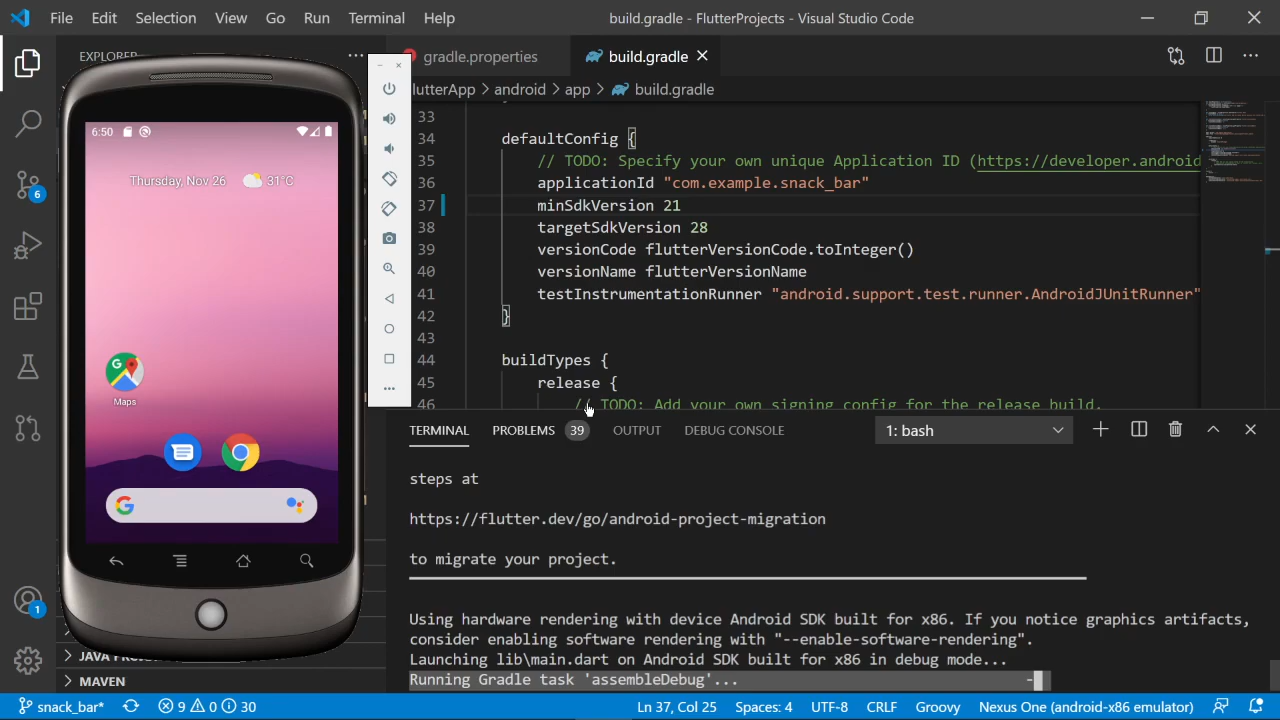 File Edit Selection View Go Run Terminal Help
build.gradle - FlutterProjects - Visual Studio Code
EXPLORER
gradle.properties
build.gradle
lutterApp > android > app > build.gradle
33
34 defaultConfig {
35 // TODO: Specify your own unique Application ID (https://developer.android
36 applicationId "com.example.snack_bar"
37 minSdkVersion 21
38 targetSdkVersion 28
39 versionCode flutterVersionCode.toInteger()
40 versionName flutterVersionName
41 testInstrumentationRunner "android.support.test.runner.AndroidJUnitRunner"
42 }
43
44 buildTypes {
45 release {
46 // TODO: Add your own signing config for the release build.
6:50
Thursday, Nov 26 31°C
Maps
6
1
TERMINAL PROBLEMS 39 OUTPUT DEBUG CONSOLE 1: bash
steps at
https://flutter.dev/go/android-project-migration
to migrate your project.
Using hardware rendering with device Android SDK built for x86. If you notice graphics artifacts,
consider enabling software rendering with "--enable-software-rendering".
Launching lib\main.dart on Android SDK built for x86 in debug mode...
Running Gradle task 'assembleDebug'... -
MAVEN
snack_bar* 9 0 30 Ln 37, Col 25 Spaces: 4 UTF-8 CRLF Groovy Nexus One (android-x86 emulator)